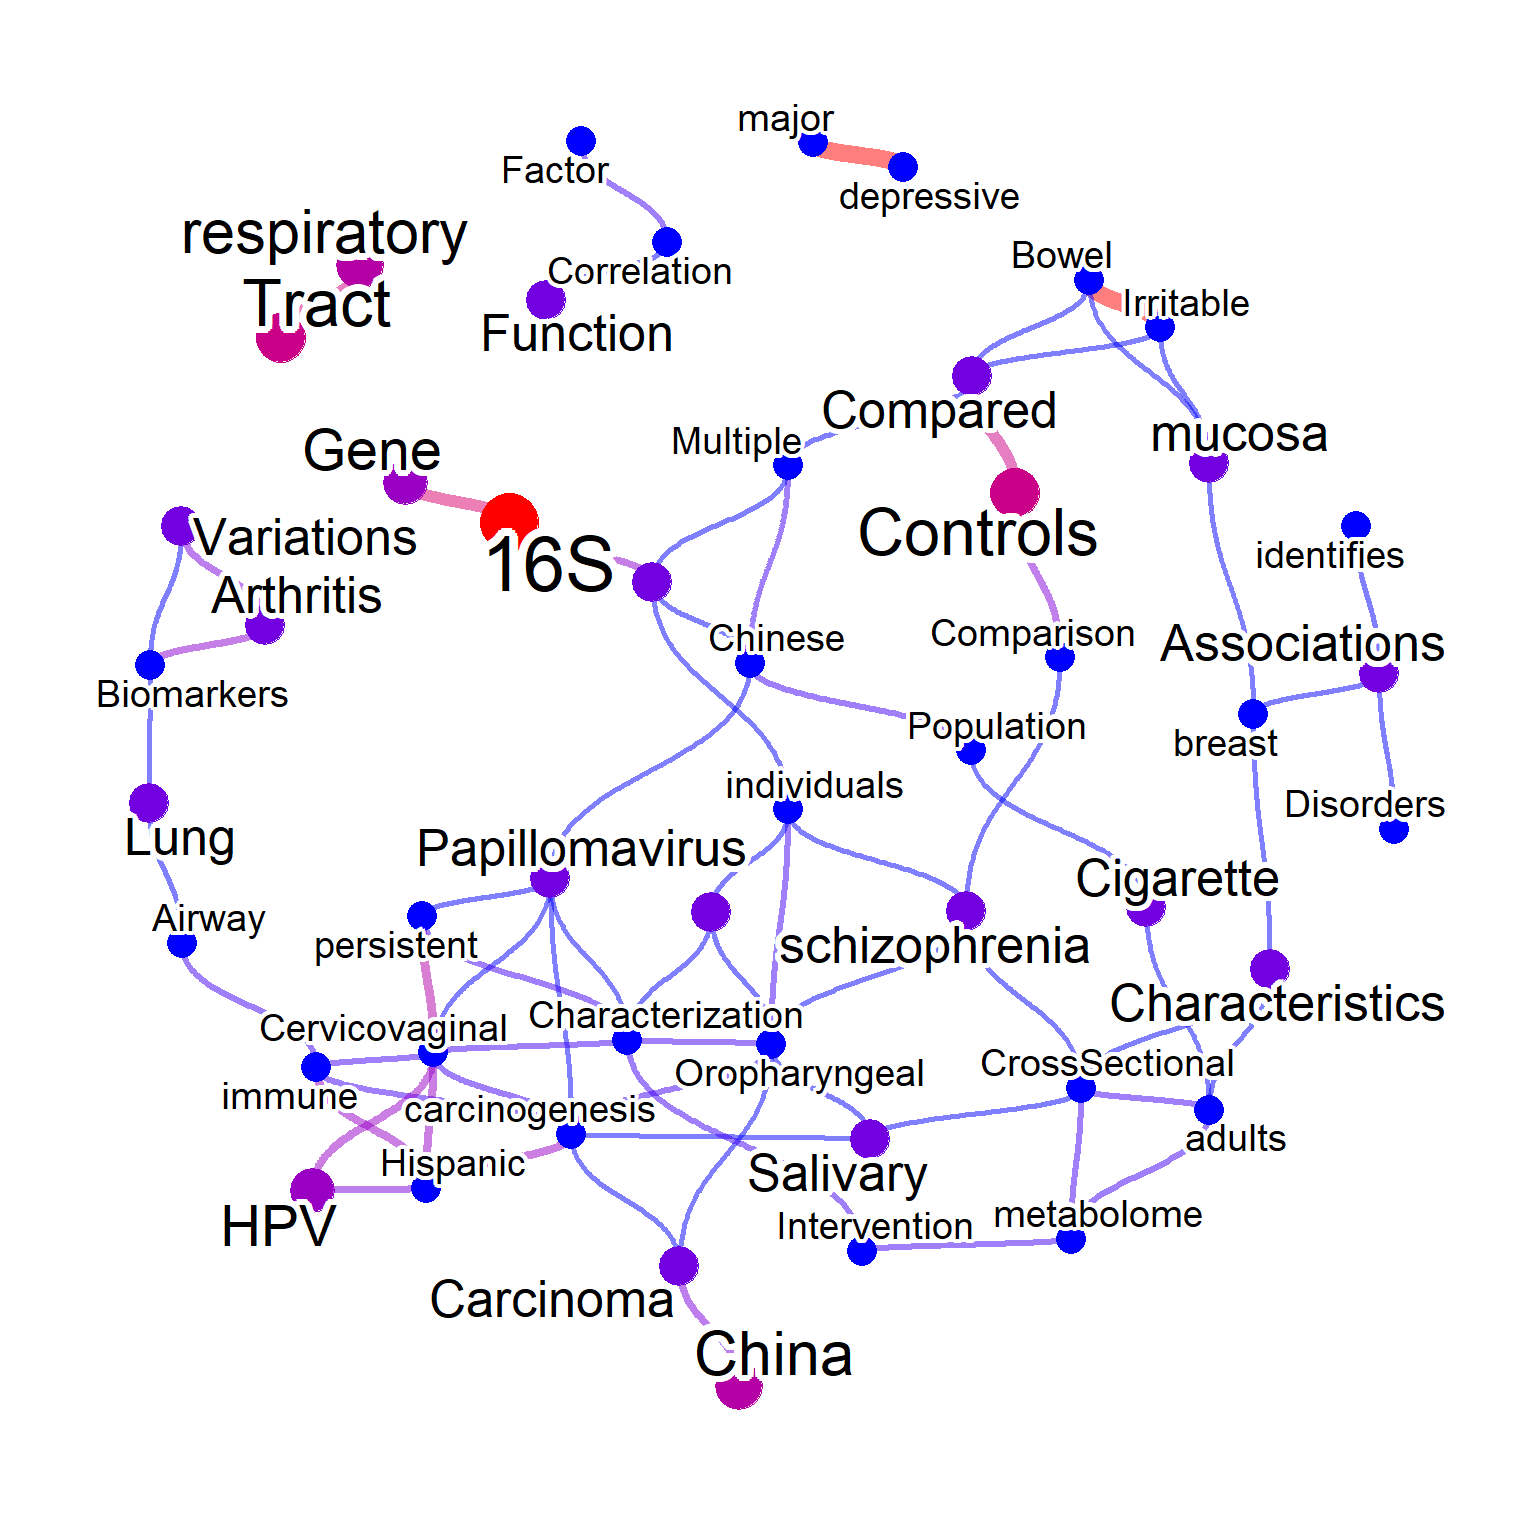 major
Factor
depressive
respiratory
Bowel
Correlation
Tract
Irritable
Function
Compared
Multiple
mucosa
Gene
Variations
Controls
16S
identifies
Arthritis
Chinese
Comparison
Associations
Biomarkers
Population
breast
individuals
Disorders
Lung
Papillomavirus
Cigarette
Airway
persistent
schizophrenia
Characteristics
Cervicovaginal
Characterization
CrossSectional
Oropharyngeal
immune
carcinogenesis
adults
Hispanic
Salivary
HPV
Intervention
metabolome
Carcinoma
China